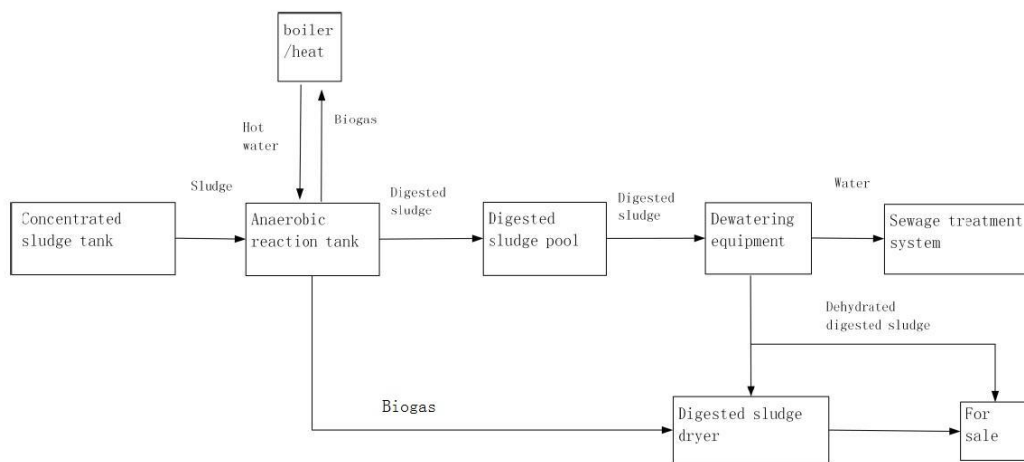 boiler
/heat
Hot
water
Biogas
Sludge
Digested
sludge
Digested
sludge
Water
Concentrated
sludge tank
Anaerobic
reaction tank
Digested
sludge pool
Dewatering
equipment
Sewage treatment
system
Dehydrated
digested sludge
Biogas
Digested sludge
dryer
For
sale